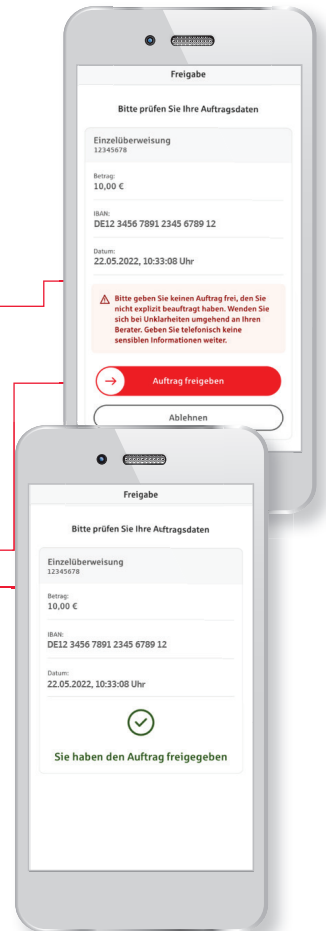 Freigabe
Bitte prüfen Sie Ihre Auftragsdaten
Einzelüberweisung
12345678
Betrag:
10,00 €
IBAN:
DE12 3456 7891 2345 6789 12
Datum:
22.05.2022, 10:33:08 Uhr
Bitte geben Sie keinen Auftrag frei, den Sie
nicht explizit beauftragt haben. Wenden Sie
sich bei Unklarheiten umgehend an Ihren
Berater. Geben Sie telefonisch keine
sensiblen Informationen weiter.
Auftrag freigeben
Ablehnen
Freigabe
Bitte prüfen Sie Ihre Auftragsdaten
Einzelüberweisung
12345678
Betrag:
10,00 €
IBAN:
DE12 3456 7891 2345 6789 12
Datum:
22.05.2022, 10:33:08 Uhr
Sie haben den Auftrag freigegeben